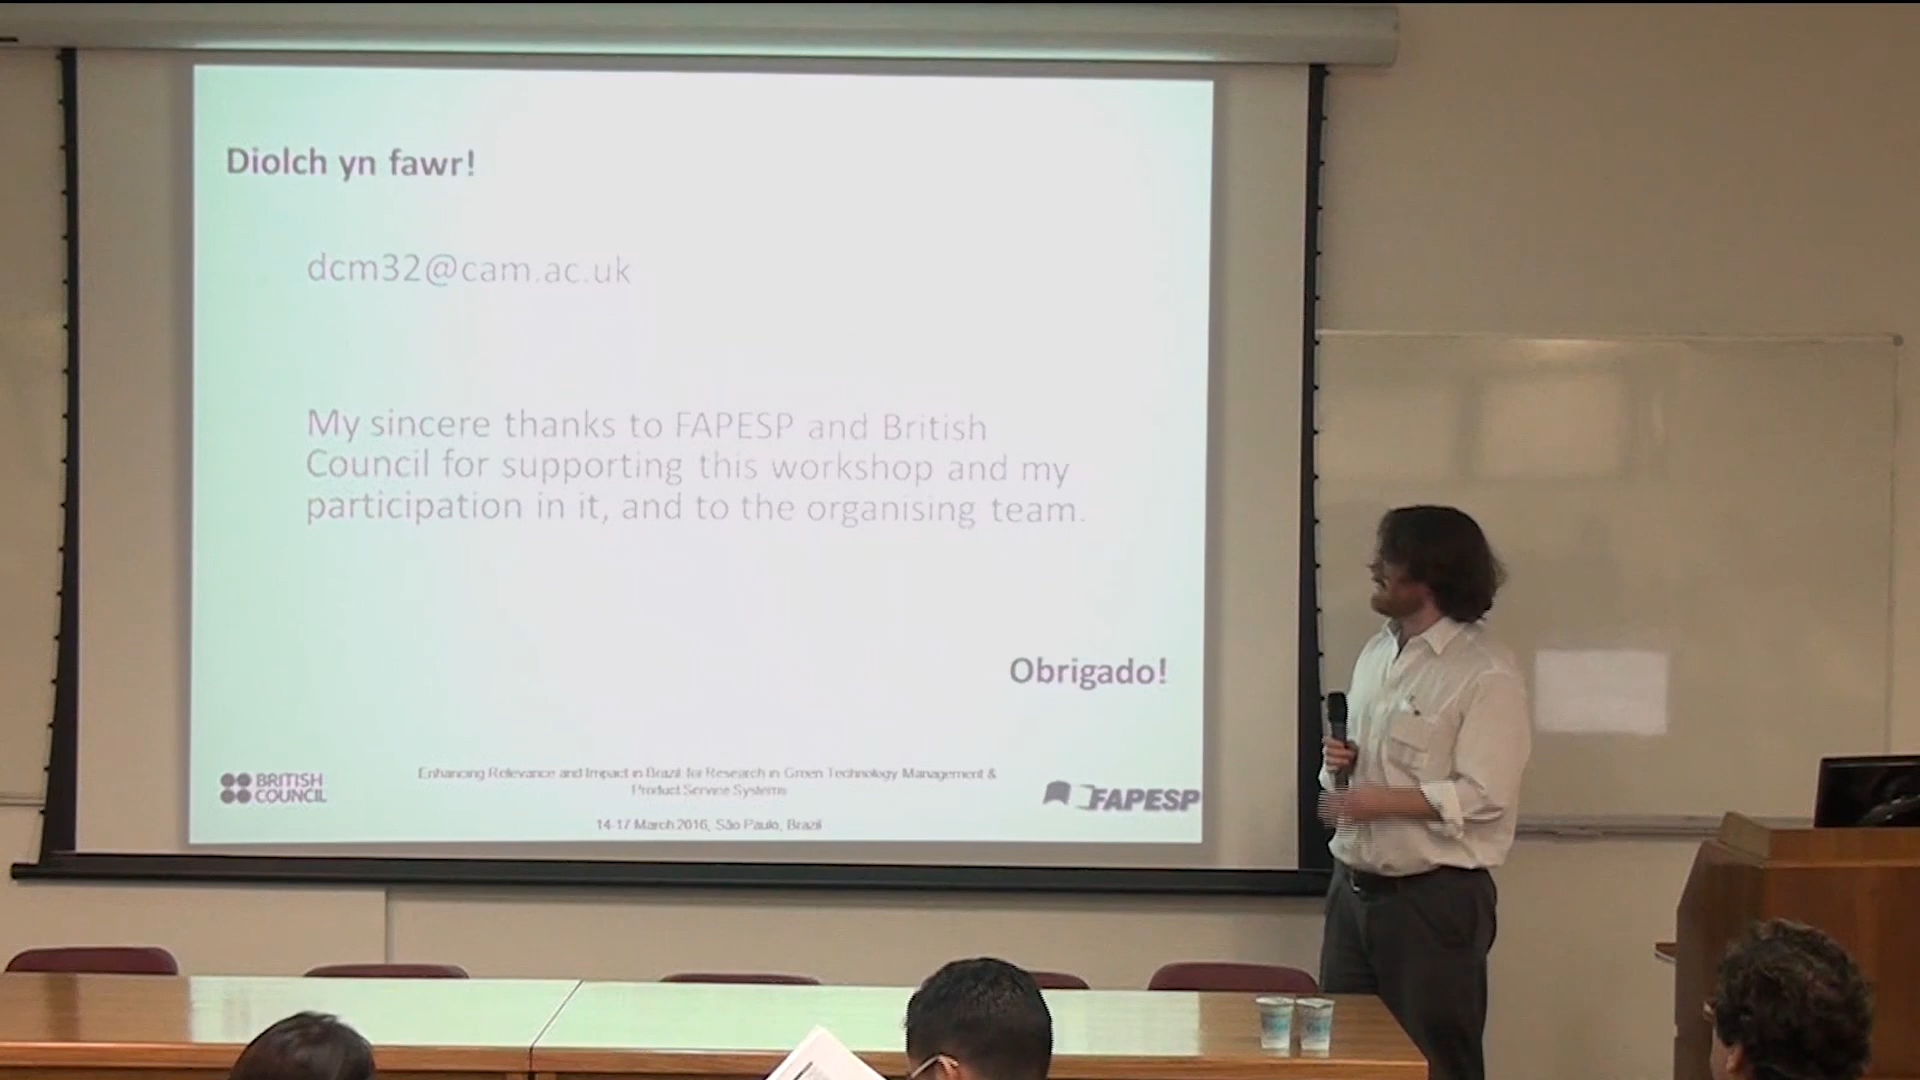 Diolch yn fawr!
dcm32@cam.ac.uk
My sincere thanks to FAPESP and British
Council for supporting this workshop and my
participation in it, and to the organising team.
Obrigado!
BRITISH
COUNCIL
Enhancing Relevance and Impact in Brazil for Research in Green Technology Management &
Product Service Systems
14-17 March 2016, São Paulo, Brazil
FAPESP